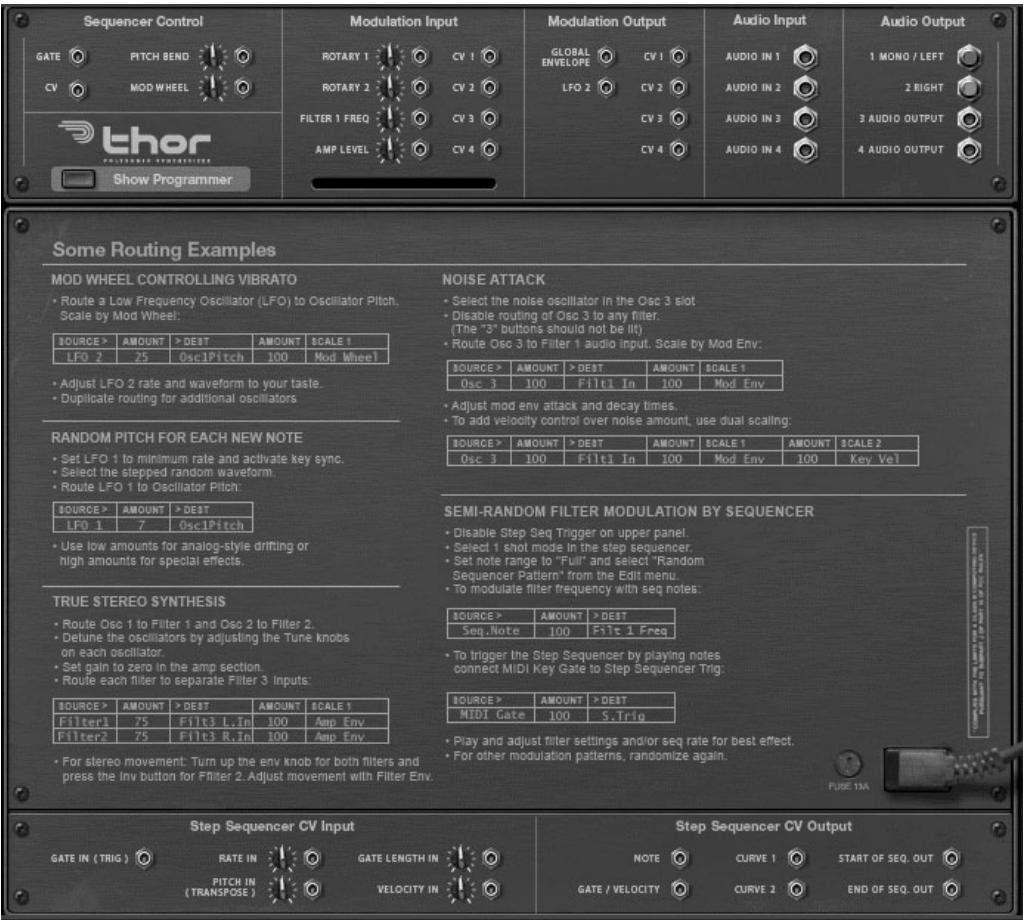 Sequencer Control
GATE
PITCH BEND
CV
MOD WHEEL
thor
POLYSONIC SYNTHESIZER
Show Programmer
Modulation Input
ROTARY 1
CV 1
ROTARY 2
CV 2
FILTER 1 FREQ
CV 3
AMP LEVEL
CV 4
Modulation Output
GLOBAL
ENVELOPE
CV 1
LFO 2
CV 2
CV 3
CV 4
Audio Input
AUDIO IN 1
AUDIO IN 2
AUDIO IN 3
AUDIO IN 4
Audio Output
1 MONO / LEFT
2 RIGHT
3 AUDIO OUTPUT
4 AUDIO OUTPUT
Some Routing Examples
MOD WHEEL CONTROLLING VIBRATO
• Route a Low Frequency Oscillator (LFO) to Oscillator Pitch.
Scale by Mod Wheel:
SOURCE > AMOUNT > DEST AMOUNT SCALE 1
LFO 2 25 Osc1Pitch 100 Mod Wheel
• Adjust LFO 2 rate and waveform to your taste.
• Duplicate routing for additional oscillators
RANDOM PITCH FOR EACH NEW NOTE
• Set LFO 1 to minimum rate and activate key sync.
• Select the stepped random waveform.
• Route LFO 1 to Oscillator Pitch:
SOURCE > AMOUNT > DEST
LFO 1 7 Osc1Pitch
• Use low amounts for analog-style drifting or
high amounts for special effects.
TRUE STEREO SYNTHESIS
• Route Osc 1 to Filter 1 and Osc 2 to Filter 2.
• Detune the oscillators by adjusting the Tune knobs
on each oscillator.
• Set gain to zero in the amp section.
• Route each filter to separate Filter 3 Inputs:
SOURCE > AMOUNT > DEST AMOUNT SCALE 1
Filter1 75 Filt3 L.In 100 Amp Env
Filter2 75 Filt3 R.In 100 Amp Env
• For stereo movement: Turn up the env knob for both filters and
press the Inv button for Ffilter 2. Adjust movement with Filter Env.
NOISE ATTACK
• Select the noise oscillator in the Osc 3 slot
• Disable routing of Osc 3 to any filter.
(The "3" buttons should not be lit)
• Route Osc 3 to Filter 1 audio input. Scale by Mod Env:
SOURCE > AMOUNT > DEST AMOUNT SCALE 1
Osc 3 100 Filt1 In 100 Mod Env
• Adjust mod env attack and decay times.
• To add velocity control over noise amount, use dual scaling:
SOURCE > AMOUNT > DEST AMOUNT SCALE 1 AMOUNT SCALE 2
Osc 3 100 Filt1 In 100 Mod Env 100 Key Vel
SEMI-RANDOM FILTER MODULATION BY SEQUENCER
• Disable Step Seq Trigger on upper panel.
• Select 1 shot mode in the step sequencer.
• Set note range to "Full" and select "Random
Sequencer Pattern" from the Edit menu.
• To modulate filter frequency with seq notes:
SOURCE > AMOUNT > DEST
Seq.Note 100 Filt 1 Freq
• To trigger the Step Sequencer by playing notes
connect MIDI Key Gate to Step Sequencer Trig:
SOURCE > AMOUNT > DEST
MIDI Gate 100 S.Trig
• Play and adjust filter settings and/or seq rate for best effect.
• For other modulation patterns, randomize again.
COMPLIES WITH THE LIMITS FOR A CLASS B COMPUTING DEVICE
PURSUANT TO SUBPART J OF PART 15 OF FCC RULES
FUSE 13A
Step Sequencer CV Input
GATE IN ( TRIG )
RATE IN
GATE LENGTH IN
PITCH IN
( TRANSPOSE )
VELOCITY IN
Step Sequencer CV Output
NOTE
CURVE 1
START OF SEQ. OUT
GATE / VELOCITY
CURVE 2
END OF SEQ. OUT